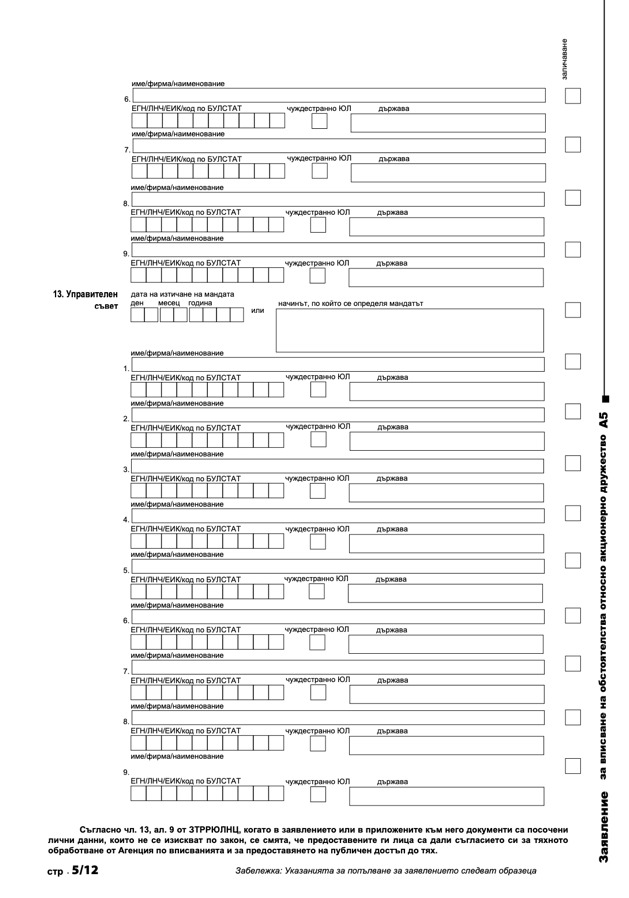 заличаване
име/фирма/наименование
6.
ЕГН/ЛНЧ/ЕИК/код по БУЛСТАТ чуждестранно ЮЛ държава
име/фирма/наименование
7.
ЕГН/ЛНЧ/ЕИК/код по БУЛСТАТ чуждестранно ЮЛ държава
име/фирма/наименование
8.
ЕГН/ЛНЧ/ЕИК/код по БУЛСТАТ чуждестранно ЮЛ държава
име/фирма/наименование
9.
ЕГН/ЛНЧ/ЕИК/код по БУЛСТАТ чуждестранно ЮЛ държава
13. Управителен дата на изтичане на мандата
съвет ден месец година или начинът, по който се определя мандатът
име/фирма/наименование
1.
ЕГН/ЛНЧ/ЕИК/код по БУЛСТАТ чуждестранно ЮЛ държава
име/фирма/наименование
2.
ЕГН/ЛНЧ/ЕИК/код по БУЛСТАТ чуждестранно ЮЛ държава
име/фирма/наименование
3.
ЕГН/ЛНЧ/ЕИК/код по БУЛСТАТ чуждестранно ЮЛ държава
име/фирма/наименование
4.
ЕГН/ЛНЧ/ЕИК/код по БУЛСТАТ чуждестранно ЮЛ държава
име/фирма/наименование
5.
ЕГН/ЛНЧ/ЕИК/код по БУЛСТАТ чуждестранно ЮЛ държава
име/фирма/наименование
6.
ЕГН/ЛНЧ/ЕИК/код по БУЛСТАТ чуждестранно ЮЛ държава
име/фирма/наименование
7.
ЕГН/ЛНЧ/ЕИК/код по БУЛСТАТ чуждестранно ЮЛ държава
име/фирма/наименование
8.
ЕГН/ЛНЧ/ЕИК/код по БУЛСТАТ чуждестранно ЮЛ държава
име/фирма/наименование
9.
ЕГН/ЛНЧ/ЕИК/код по БУЛСТАТ чуждестранно ЮЛ държава
Заявление за вписване на обстоятелства относно акционерно дружество А5
Съгласно чл. 13, ал. 9 от ЗТРРЮЛНЦ, когато в заявлението или в приложените към него документи са посочени
лични данни, които не се изискват по закон, се смята, че предоставените ги лица са дали съгласието си за тяхното
обработване от Агенция по вписванията и за предоставянето на публичен достъп до тях.
стр . 5/12 Забележка: Указанията за попълване за заявлението следват образеца